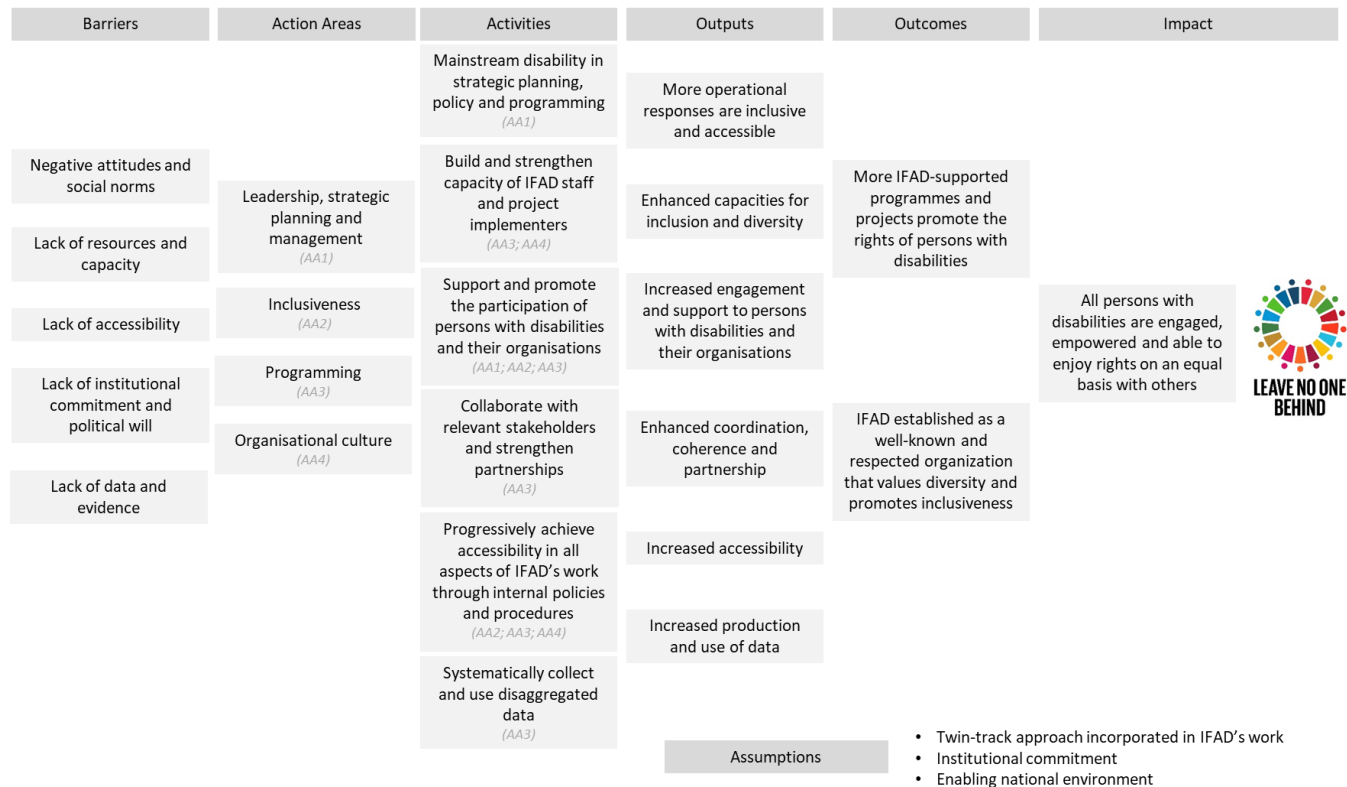 Barriers
Action Areas
Activities
Outputs
Outcomes
Impact
Negative attitudes and
social norms
Lack of resources and
capacity
Lack of accessibility
Lack of institutional
commitment and
political will
Lack of data and
evidence
Leadership, strategic
planning and
management
(AA1)
Inclusiveness
(AA2)
Programming
(AA3)
Organisational culture
(AA4)
Mainstream disability in
strategic planning,
policy and programming
(AA1)
Build and strengthen
capacity of IFAD staff
and project
implementers
(AA3; AA4)
Support and promote
the participation of
persons with disabilities
and their organisations
(AA1; AA2; AA3)
Collaborate with
relevant stakeholders
and strengthen
partnerships
(AA3)
Progressively achieve
accessibility in all
aspects of IFAD’s work
through internal policies
and procedures
(AA2; AA3; AA4)
Systematically collect
and use disaggregated
data
(AA3)
More operational
responses are inclusive
and accessible
Enhanced capacities for
inclusion and diversity
Increased engagement
and support to persons
with disabilities and
their organisations
Enhanced coordination,
coherence and
partnership
Increased accessibility
Increased production
and use of data
More IFAD-supported
programmes and
projects promote the
rights of persons with
disabilities
IFAD established as a
well-known and
respected organization
that values diversity and
promotes inclusiveness
All persons with
disabilities are engaged,
empowered and able to
enjoy rights on an equal
basis with others
LEAVE NO ONE
BEHIND
Assumptions
• Twin-track approach incorporated in IFAD’s work
• Institutional commitment
• Enabling national environment